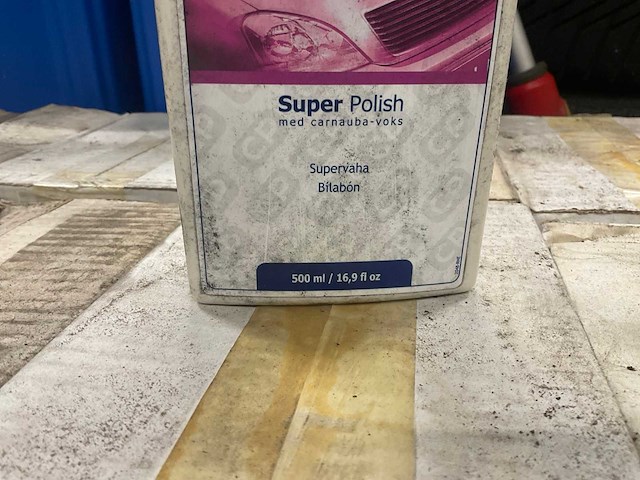 Super Polish
med carnauba-voks
Supervaha
Bílabón
500 ml / 16,9 fl oz